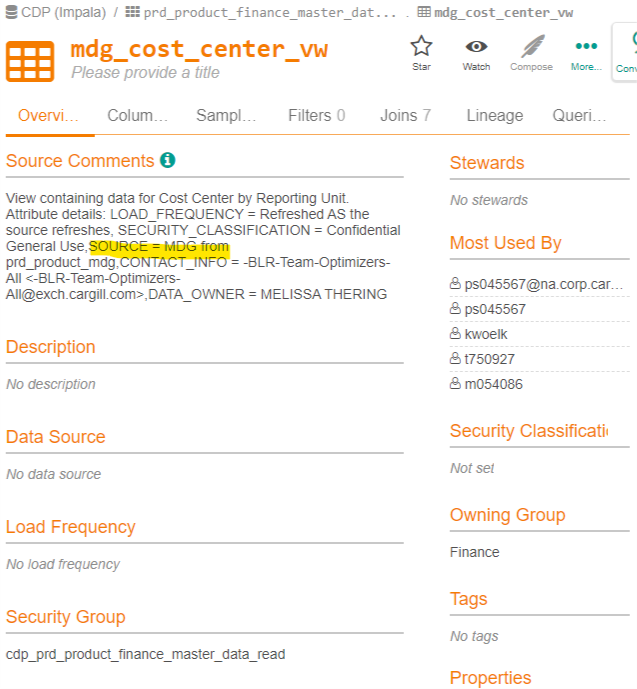 CDP (Impala) / prd_product_finance_master_dat... . mdg_cost_center_vw
mdg_cost_center_vw
Please provide a title
Star
Watch
Compose
More...
Overvi...
Colum...
Sampl...
Filters 0
Joins 7
Lineage
Queri...
Source Comments
View containing data for Cost Center by Reporting Unit.
Attribute details: LOAD_FREQUENCY = Refreshed AS the
source refreshes, SECURITY_CLASSIFICATION = Confidential
General Use,SOURCE = MDG from
prd_product_mdg,CONTACT_INFO = -BLR-Team-Optimizers-
All <-BLR-Team-Optimizers-
All@exch.cargill.com>,DATA_OWNER = MELISSA THERING
Description
No description
Data Source
No data source
Load Frequency
No load frequency
Security Group
cdp_prd_product_finance_master_data_read
Stewards
No stewards
Most Used By
ps045567@na.corp.car...
ps045567
kwoelk
t750927
m054086
Security
Not set
Owning Group
Finance
Tags
No tags
Properties